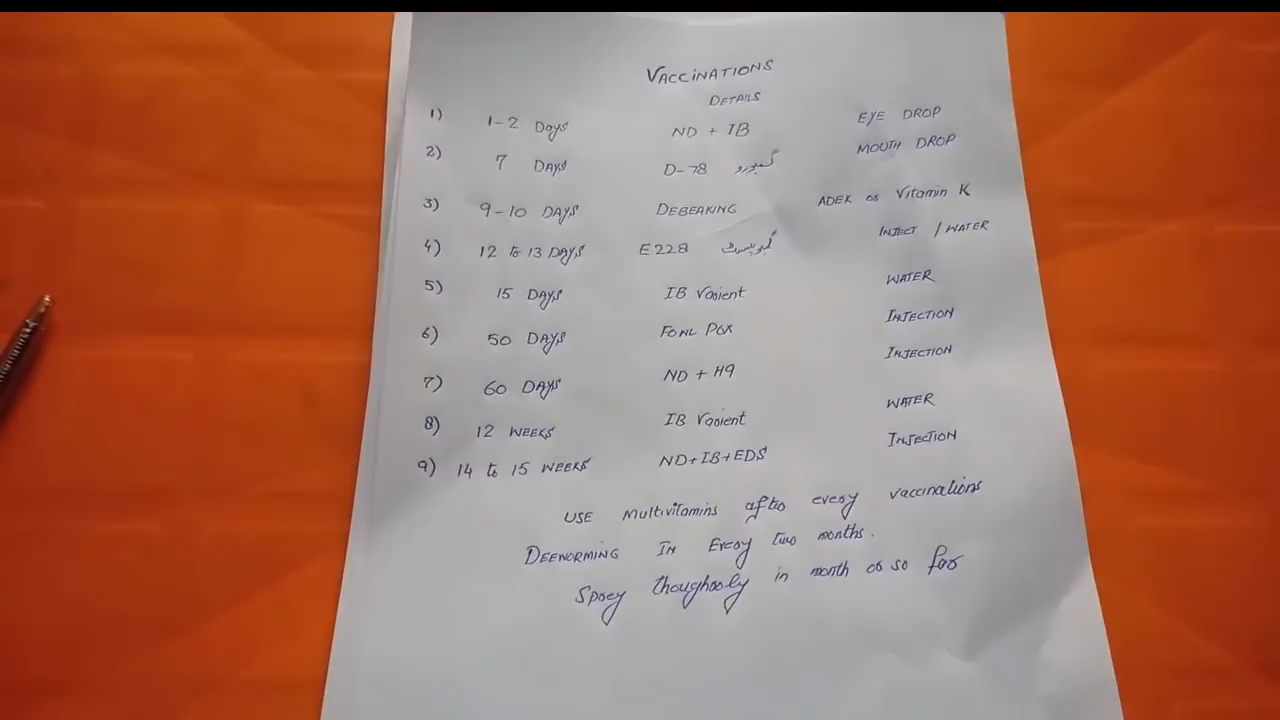 VACCINATIONS
DETAILS
1) 1-2 Days ND + IB EYE DROP
2) 7 DAYS D-78 گمبورو MOUTH DROP
3) 9-10 DAYS DEBEAKING ADEK or Vitamin K
4) 12 to 13 DAYS E228 INJECT / WATER
5) 15 DAYS IB Varient WATER
6) 50 DAYS FOWL POX INJECTION
7) 60 DAYS ND + H9 INJECTION
8) 12 WEEKS IB Varient WATER
9) 14 to 15 WEEKS ND+IB+EDS INJECTION
USE Multivitamins after every vaccinations
DEEWORMING IN Every two months.
Sprey thoughroly in month or so for